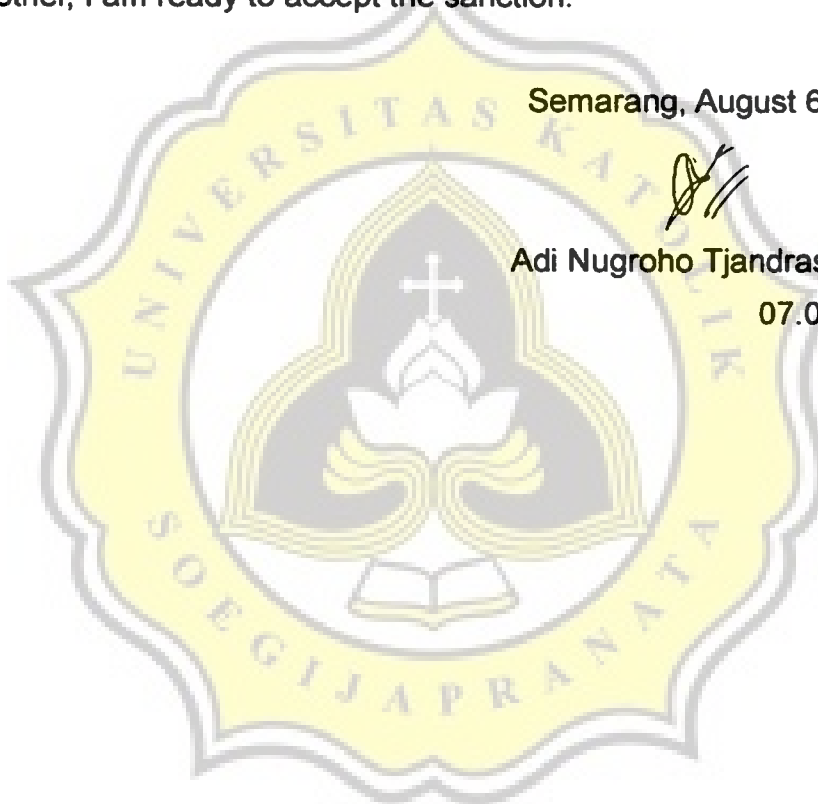 other, I am ready to accept the sanction.
Semarang, August 6
Adi Nugroho Tjandras
07.0
UNIVERSITAS KATOLIK
SOEGIJAPRANATA